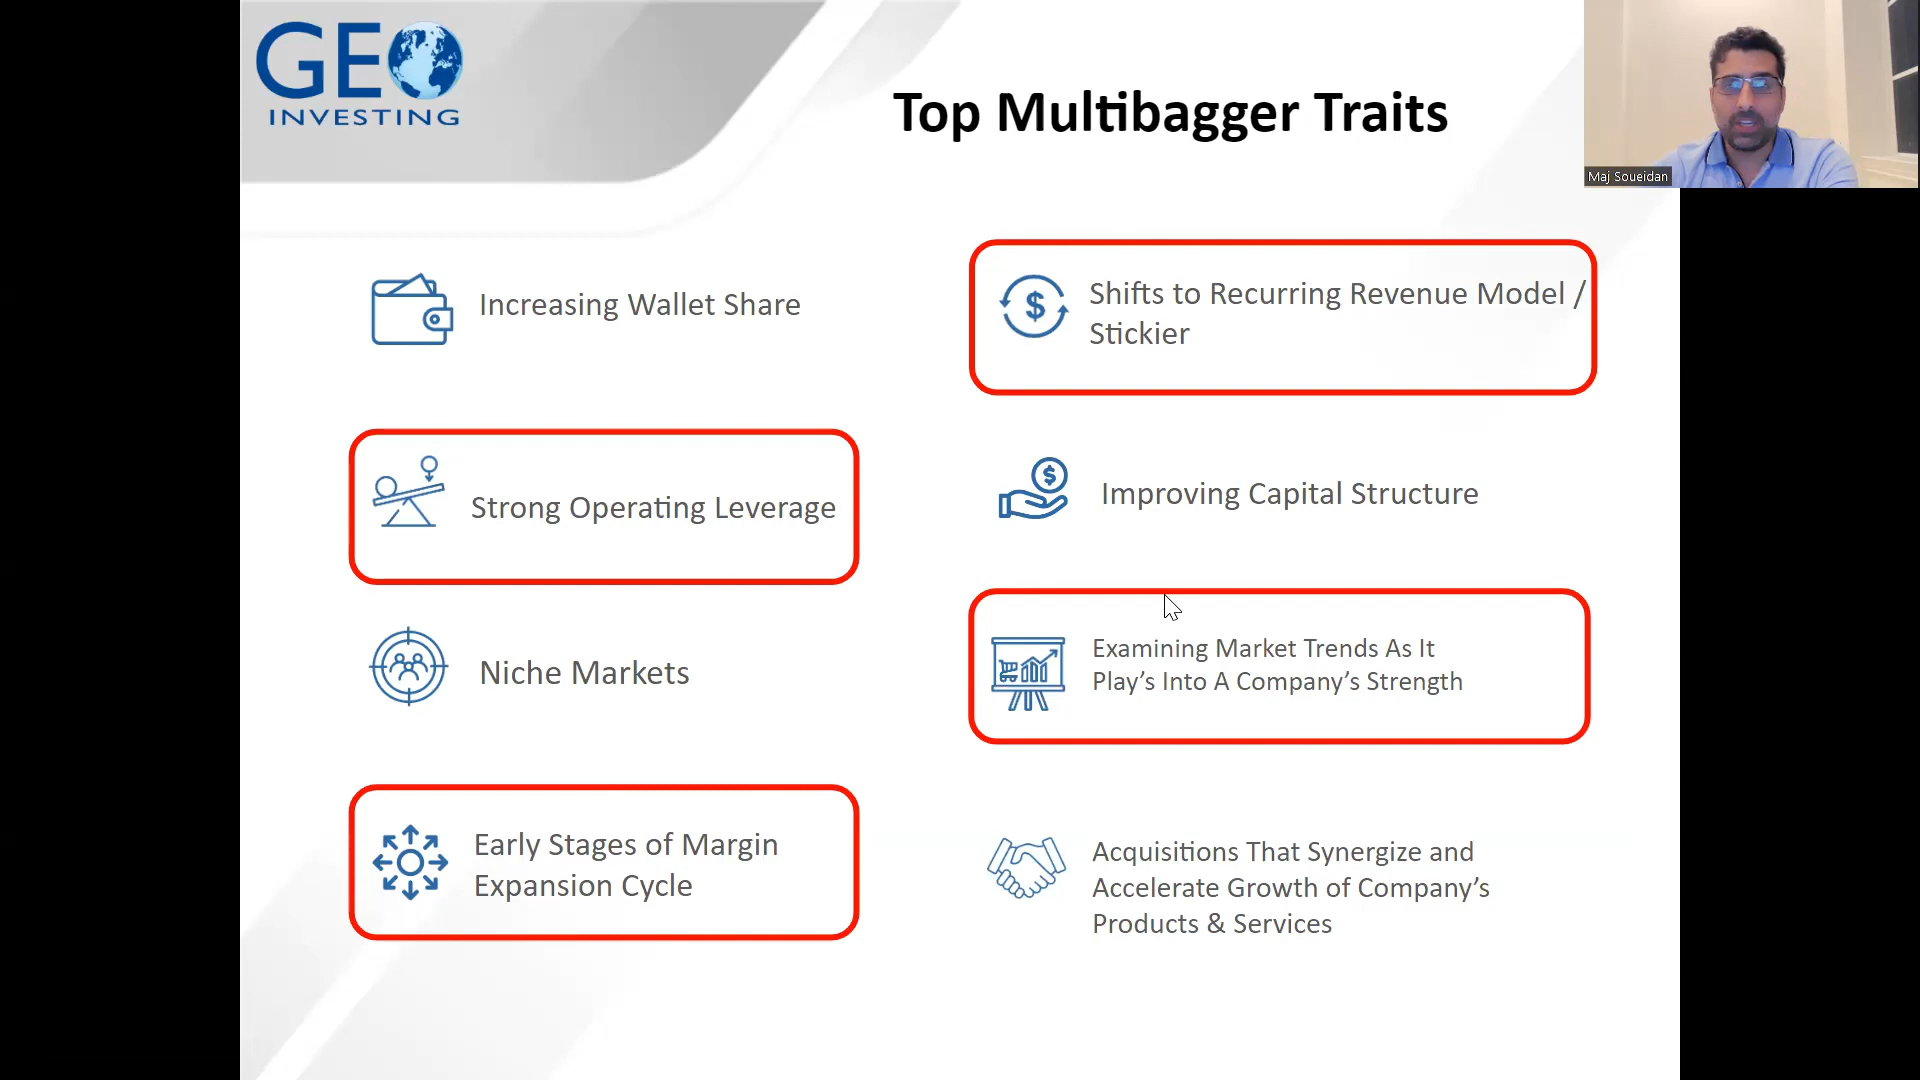 GEO
INVESTING
Top Multibagger Traits
Maj Soueidan
Increasing Wallet Share
Shifts to Recurring Revenue Model /
Stickier
Strong Operating Leverage
Improving Capital Structure
Niche Markets
Examining Market Trends As It
Play’s Into A Company’s Strength
Early Stages of Margin
Expansion Cycle
Acquisitions That Synergize and
Accelerate Growth of Company’s
Products & Services